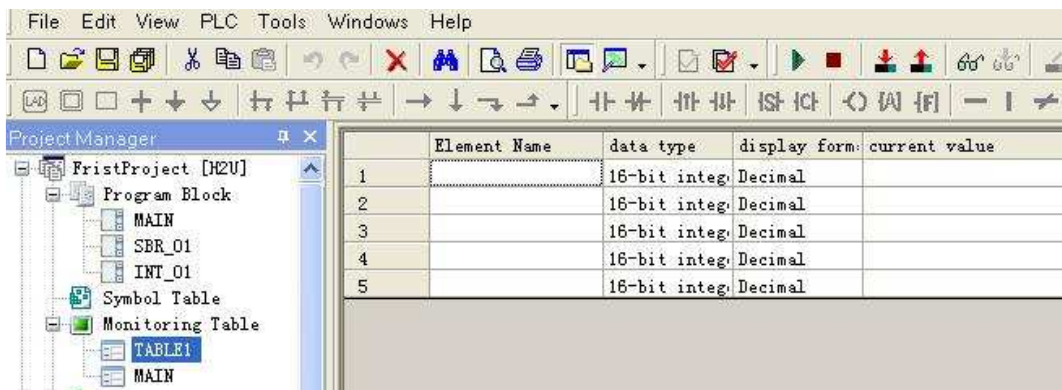 File Edit View PLC Tools Windows Help
Project Manager
FristProject [H2U]
Program Block
MAIN
SBR_01
INT_01
Symbol Table
Monitoring Table
TABLE1
MAIN
Element Name data type display form: current value
1 16-bit integ Decimal
2 16-bit integ Decimal
3 16-bit integ Decimal
4 16-bit integ Decimal
5 16-bit integ Decimal